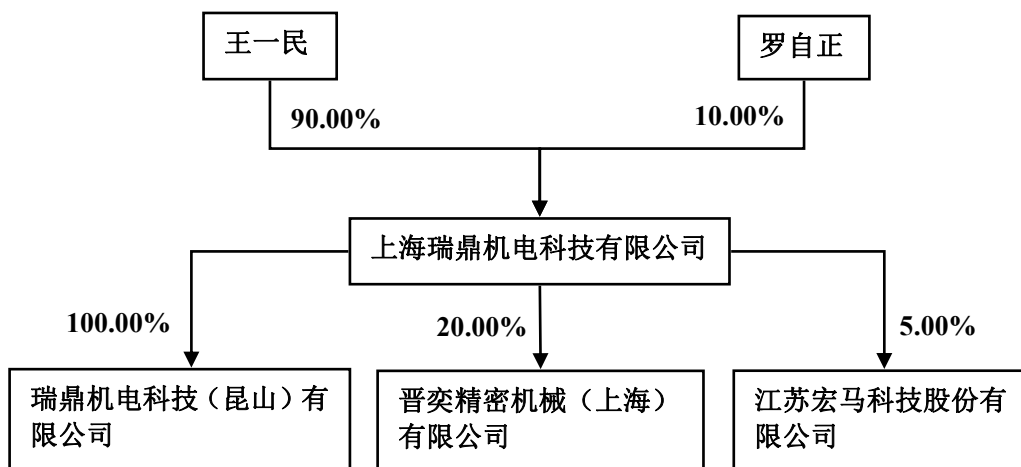 王一民
罗自正
90.00%
10.00%
上海瑞鼎机电科技有限公司
100.00%
20.00%
5.00%
瑞鼎机电科技（昆山）有
限公司
晋奕精密机械（上海）
有限公司
江苏宏马科技股份有
限公司